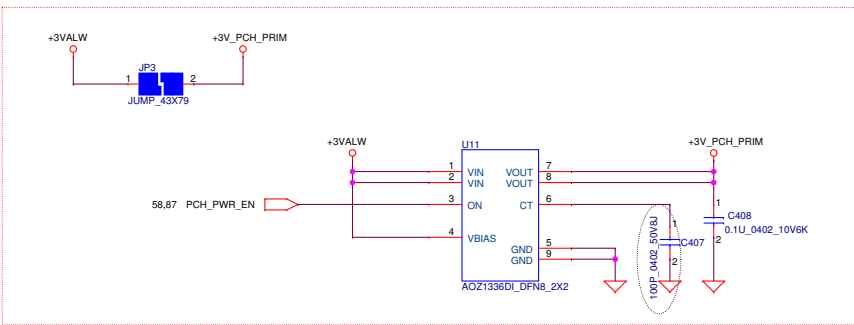 +3VALW
+3V_PCH_PRIM
JP3
1
2
JUMP_43X79
+3VALW
U11
+3V_PCH_PRIM
1
VIN
VOUT
7
2
VIN
VOUT
8
58,87 PCH_PWR_EN
3
ON
CT
6
1
C408
0.1U_0402_10V6K
2
4
VBIAS
1
C407
2
100P_0402_50V8J
GND
5
GND
9
AOZ1336DI_DFN8_2X2